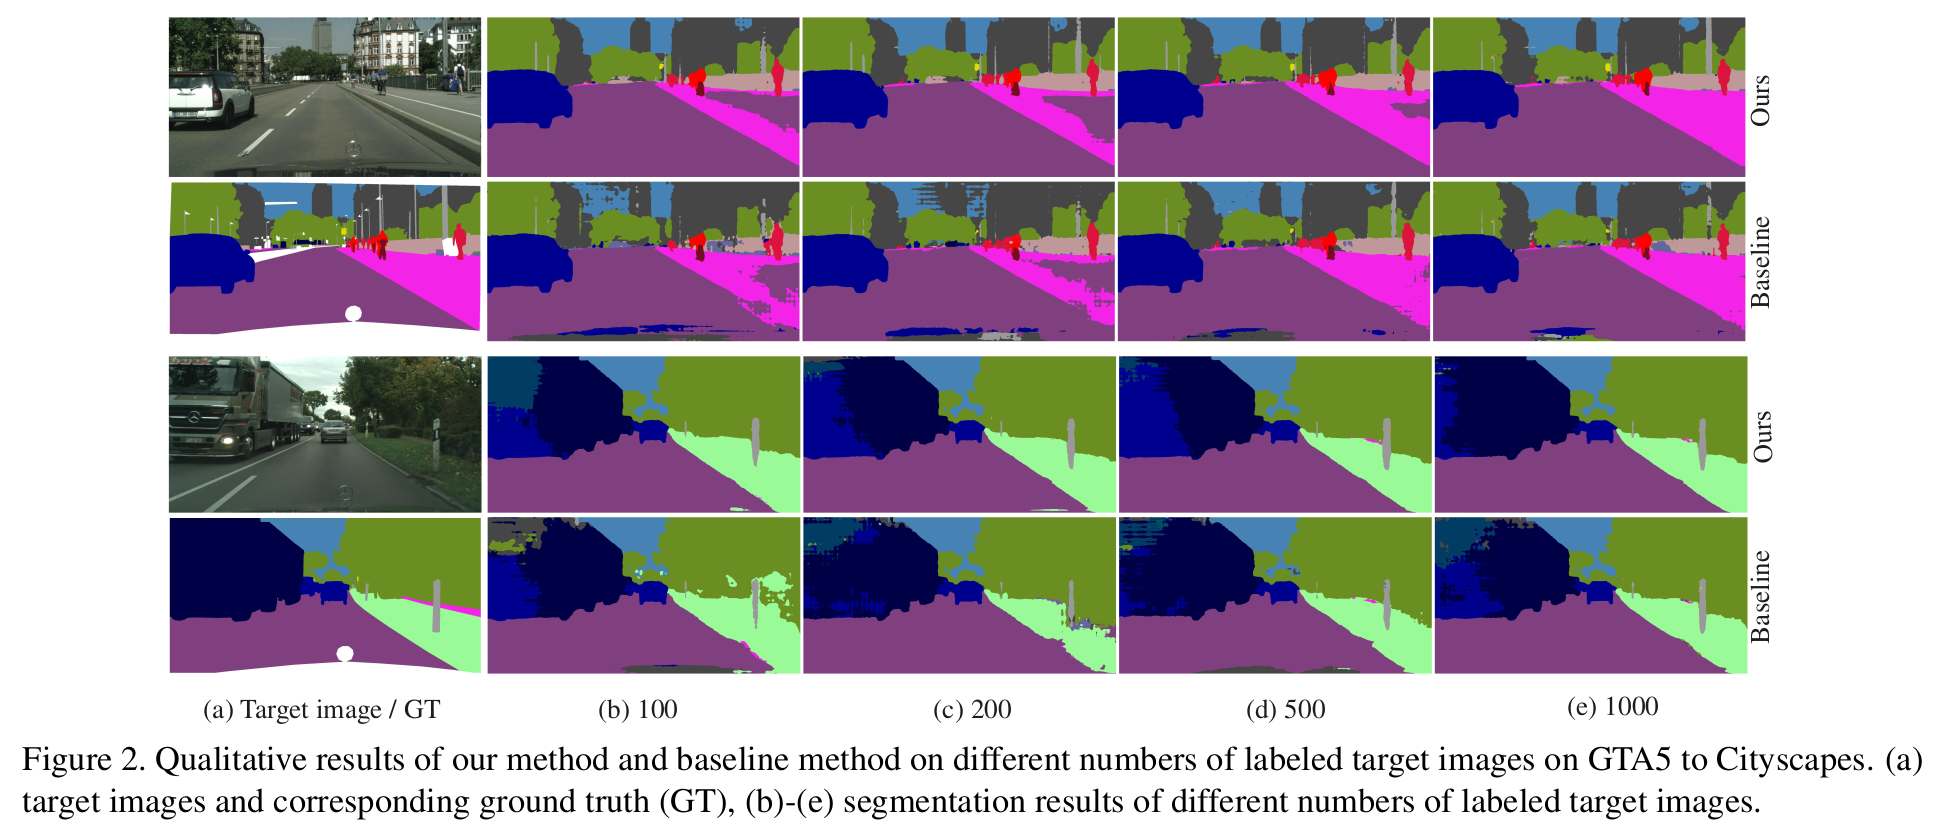 Ours
Baseline
Ours
Baseline
(a) Target image / GT
(b) 100
(c) 200
(d) 500
(e) 1000
Figure 2. Qualitative results of our method and baseline method on different numbers of labeled target images on GTA5 to Cityscapes. (a)
target images and corresponding ground truth (GT), (b)-(e) segmentation results of different numbers of labeled target images.